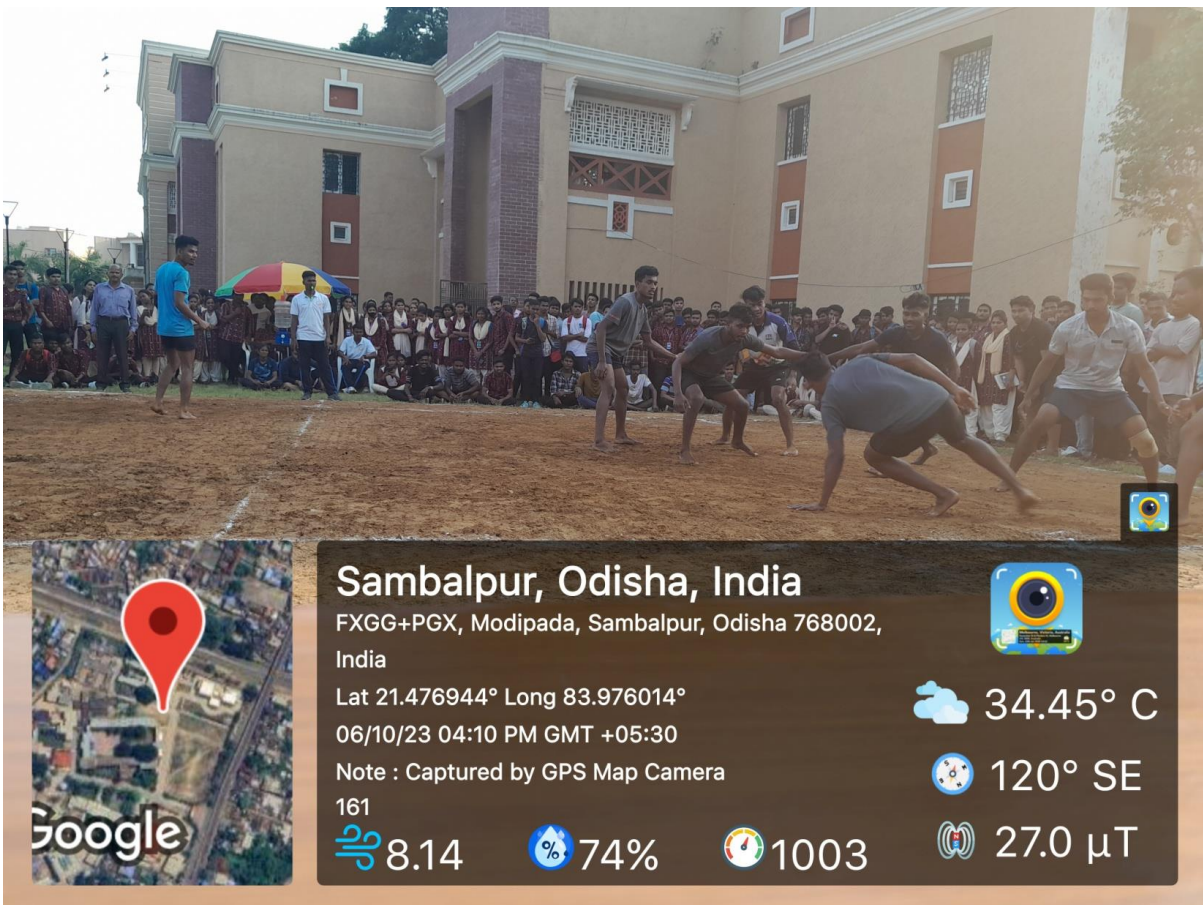 Sambalpur, Odisha, India
FXGG+PGX, Modipada, Sambalpur, Odisha 768002,
India
Lat 21.476944° Long 83.976014°
06/10/23 04:10 PM GMT +05:30
Note : Captured by GPS Map Camera
161
8.14
74%
1003
34.45° C
120° SE
27.0 µT
Google